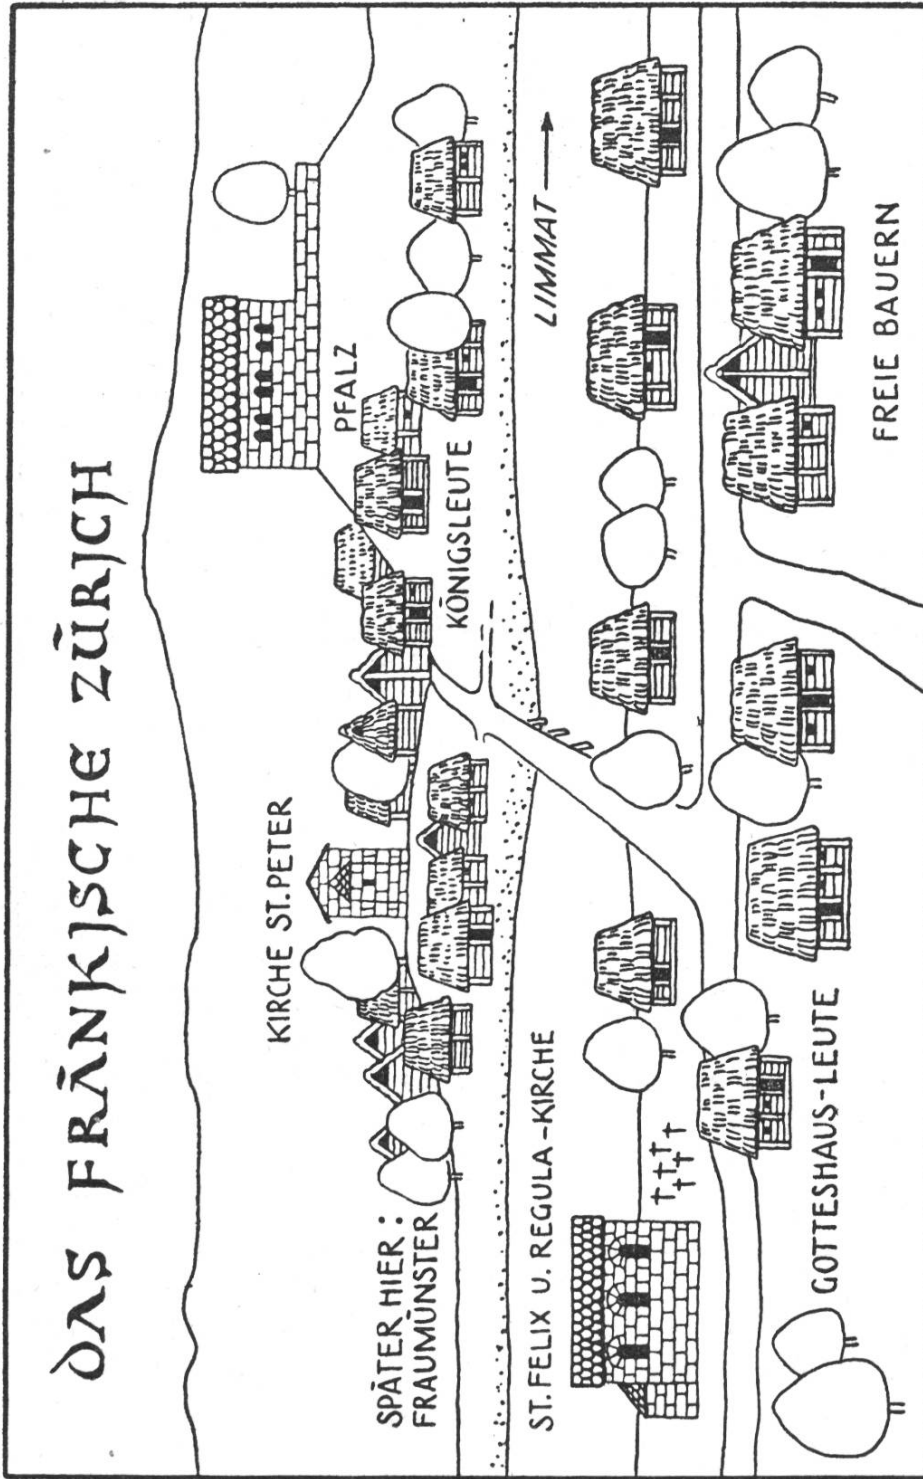 DAS FRÄNKISCHE ZÜRICH
PFALZ
KIRCHE ST. PETER
KÖNIGSLEUTE
SPÄTER HIER:
FRAUMÜNSTER
LIMMAT
ST. FELIX U. REGULA-KIRCHE
GOTTESHAUS-LEUTE
FREIE BAUERN